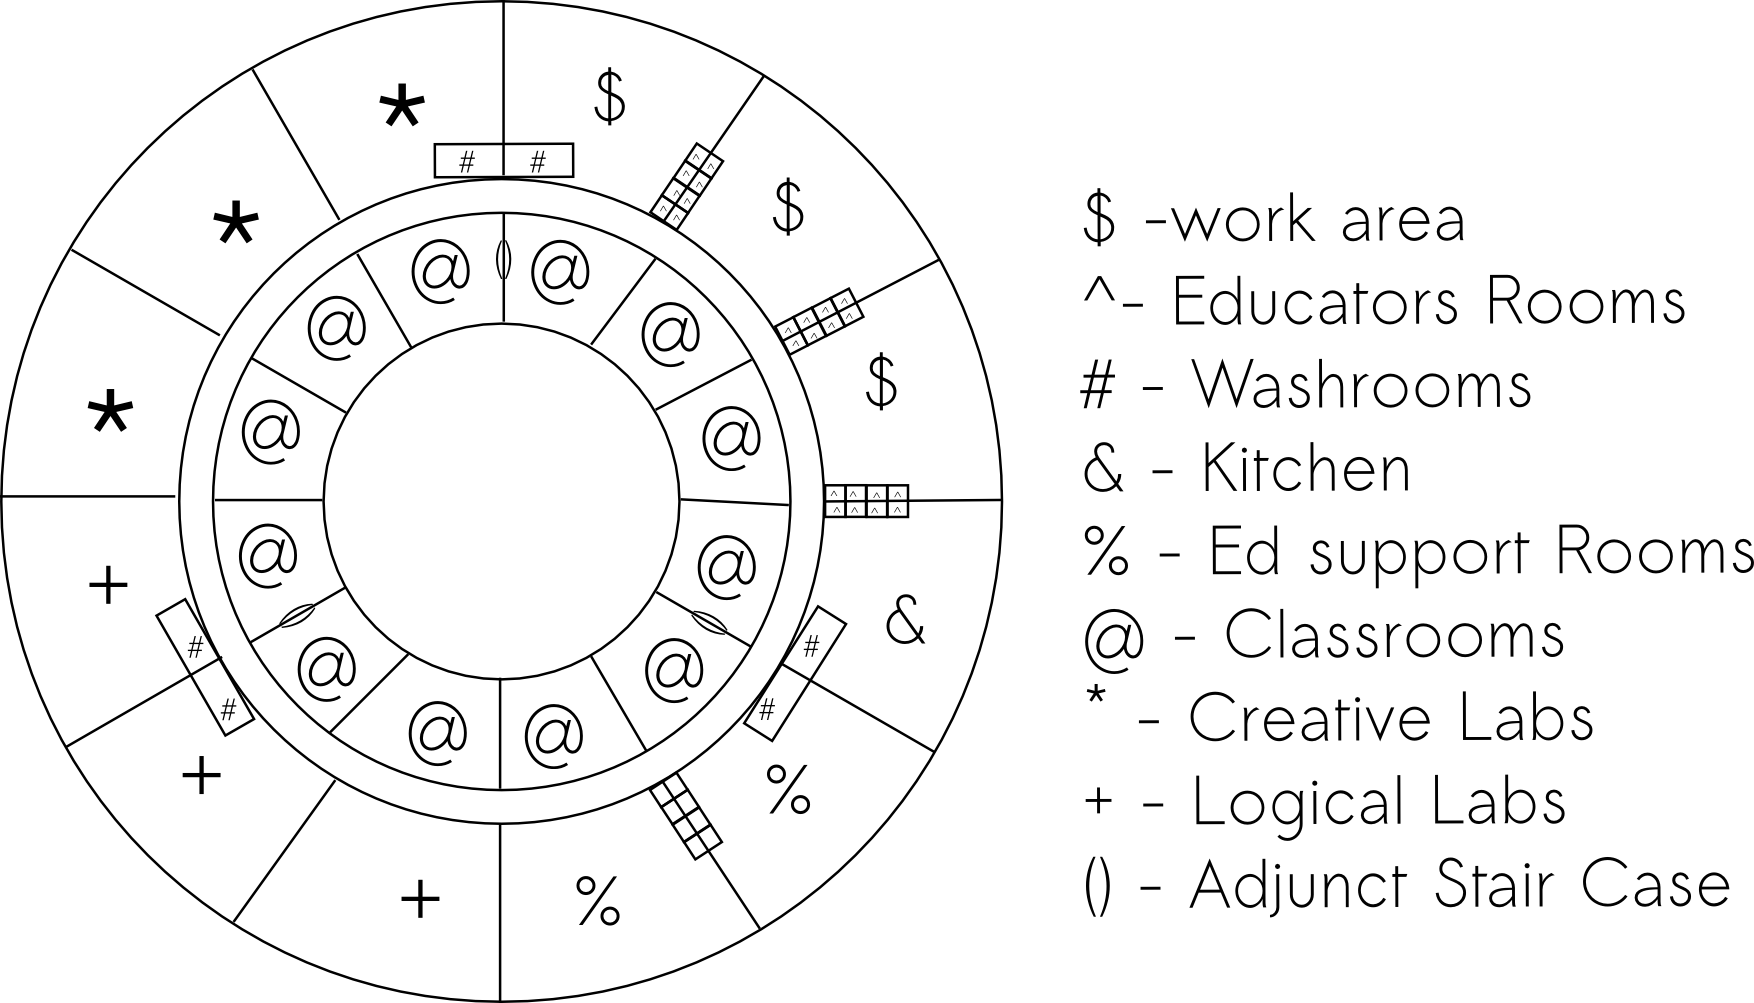 *
$
# #
^ ^ ^ ^ ^ ^ ^ ^
*
$
@ () @
@ @
^ ^ ^ ^ ^ ^ ^ ^
*
$
@ @
^ ^ ^ ^
^ ^ ^ ^
+
@ @
&
() ()
# #
@ @
# #
@ @
+
%
+
%
$ -work area
^- Educators Rooms
# - Washrooms
& - Kitchen
% - Ed support Rooms
@ - Classrooms
* - Creative Labs
+ - Logical Labs
() - Adjunct Stair Case